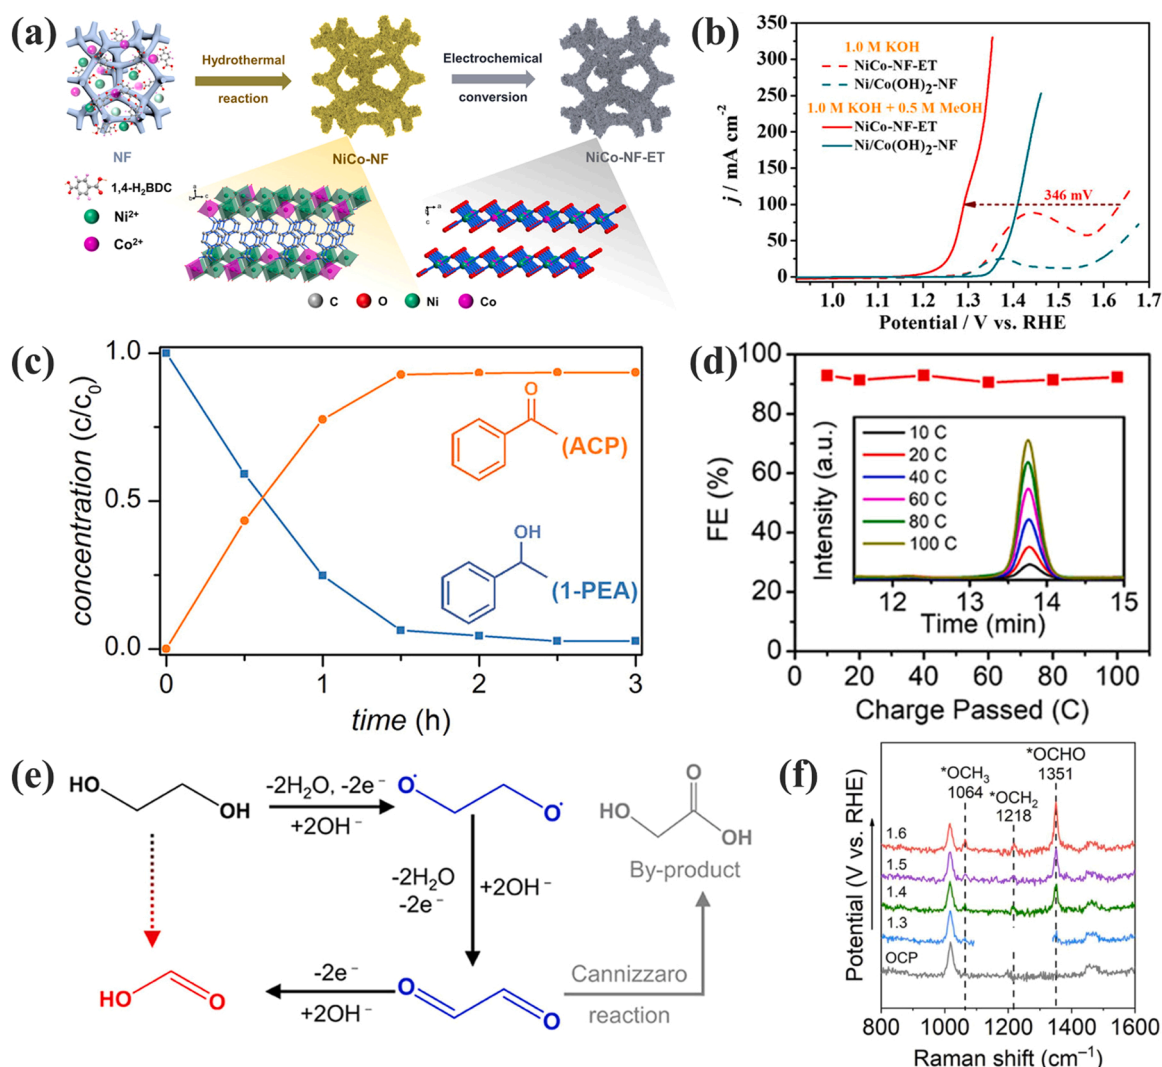 (a)
Hydrothermal
reaction
Electrochemical
conversion
NF
NiCo-NF
NiCo-NF-ET
1,4-H₂BDC
Ni²⁺
Co²⁺
C
O
Ni
Co
(b)
350
300
250
200
150
100
50
0
j / mA cm⁻²
1.0 M KOH
NiCo-NF-ET
Ni/Co(OH)₂-NF
1.0 M KOH + 0.5 M MeOH
NiCo-NF-ET
Ni/Co(OH)₂-NF
346 mV
1.0 1.1 1.2 1.3 1.4 1.5 1.6 1.7
Potential / V vs. RHE
(c)
1.0
0.5
0.0
concentration (c/c₀)
O
(ACP)
OH
(1-PEA)
0 1 2 3
time (h)
(d)
100
80
60
40
20
0
FE (%)
Intensity (a.u.)
10 C
20 C
40 C
60 C
80 C
100 C
12 13 14 15
Time (min)
0 20 40 60 80 100
Charge Passed (C)
(e)
HO
OH
-2H₂O, -2e⁻
+2OH⁻
O·
O·
O
HO
OH
By-product
-2H₂O
-2e⁻
+2OH⁻
HO
O
-2e⁻
+2OH⁻
O
O
Cannizzaro
reaction
(f)
*OCHO
1351
*OCH₃
1064
*OCH₂
1218
1.6
1.5
1.4
1.3
OCP
Potential (V vs. RHE)
800 1000 1200 1400 1600
Raman shift (cm⁻¹)